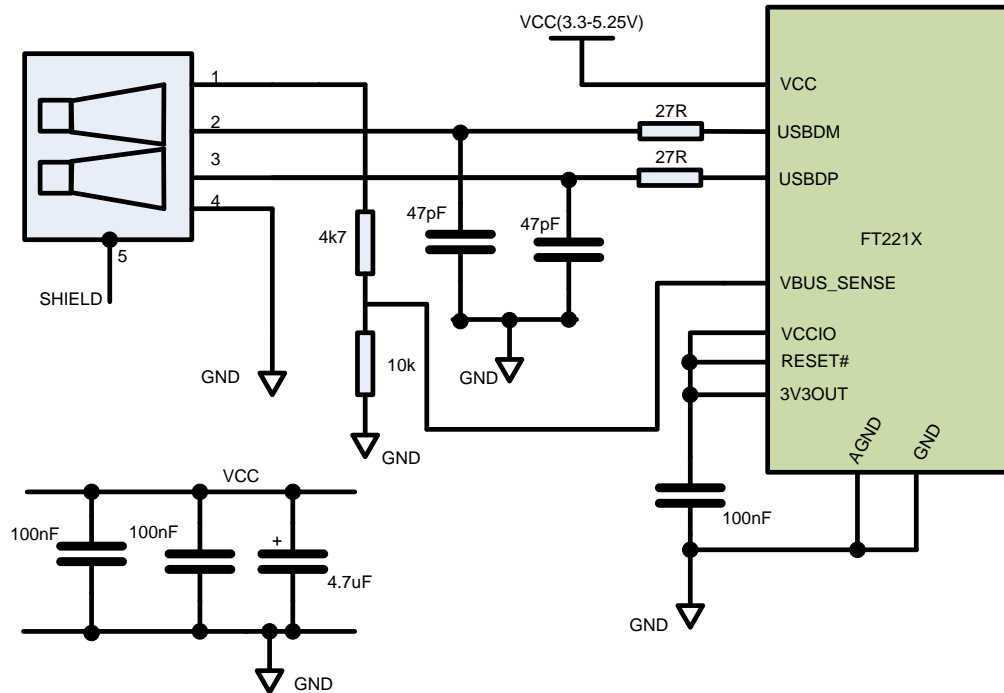 VCC(3.3-5.25V)
1
VCC
27R
2
USBDM
27R
3
USBDP
4
47pF
47pF
4k7
FT221X
5
VBUS_SENSE
SHIELD
VCCIO
RESET#
10k
GND
GND
3V3OUT
GND
AGND
GND
VCC
100nF
100nF
100nF
+
4.7uF
GND
GND